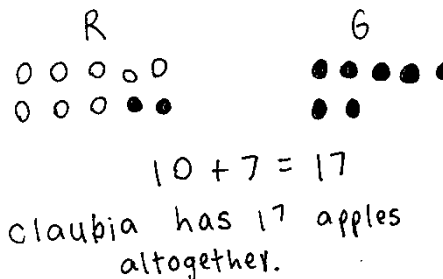 R G
10 + 7 = 17
Claubia has 17 apples
altogether.